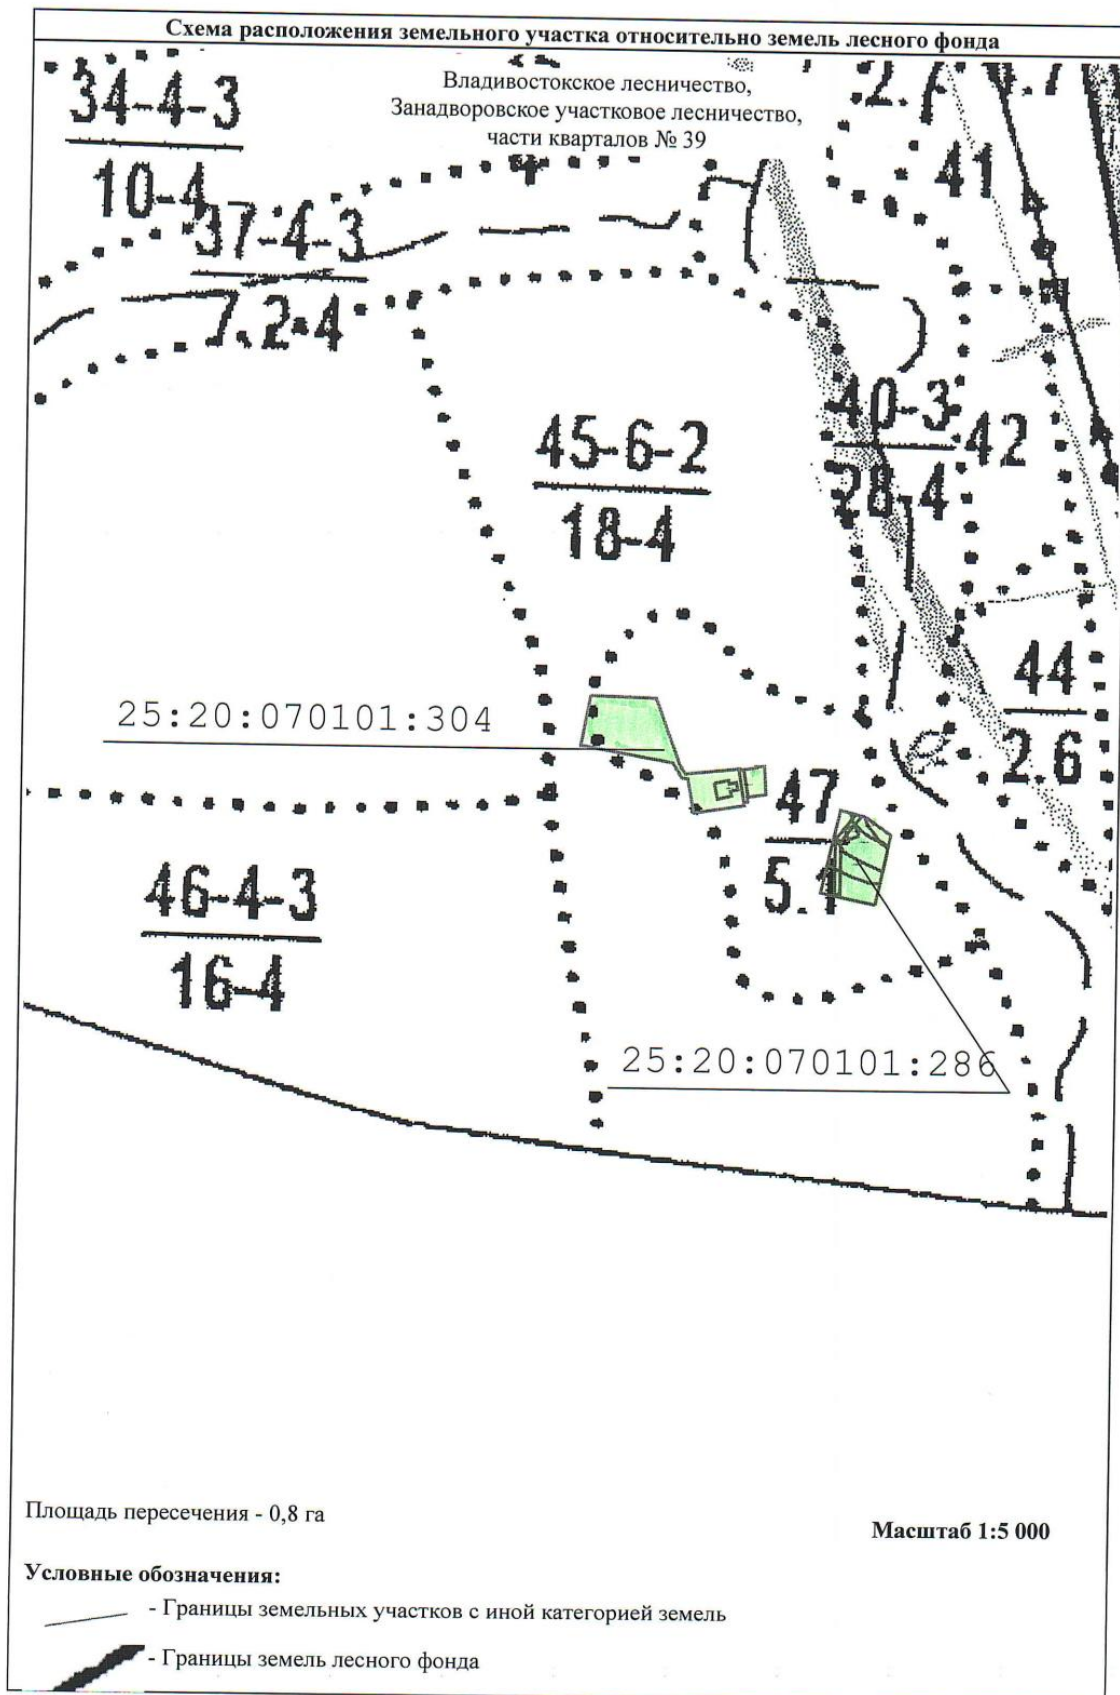 Схема расположения земельного участка относительно земель лесного фонда
Владивостокское лесничество,
Занадворовское участковое лесничество,
части кварталов № 39
34-4-3
10-4
37-4-3
7.2-4
41
45-6-2
18-4
40-3
28-4
42
44
2.6
25:20:070101:304
47
5.1
46-4-3
16-4
25:20:070101:286
Площадь пересечения - 0,8 га
Масштаб 1:5 000
Условные обозначения:
- Границы земельных участков с иной категорией земель
- Границы земель лесного фонда